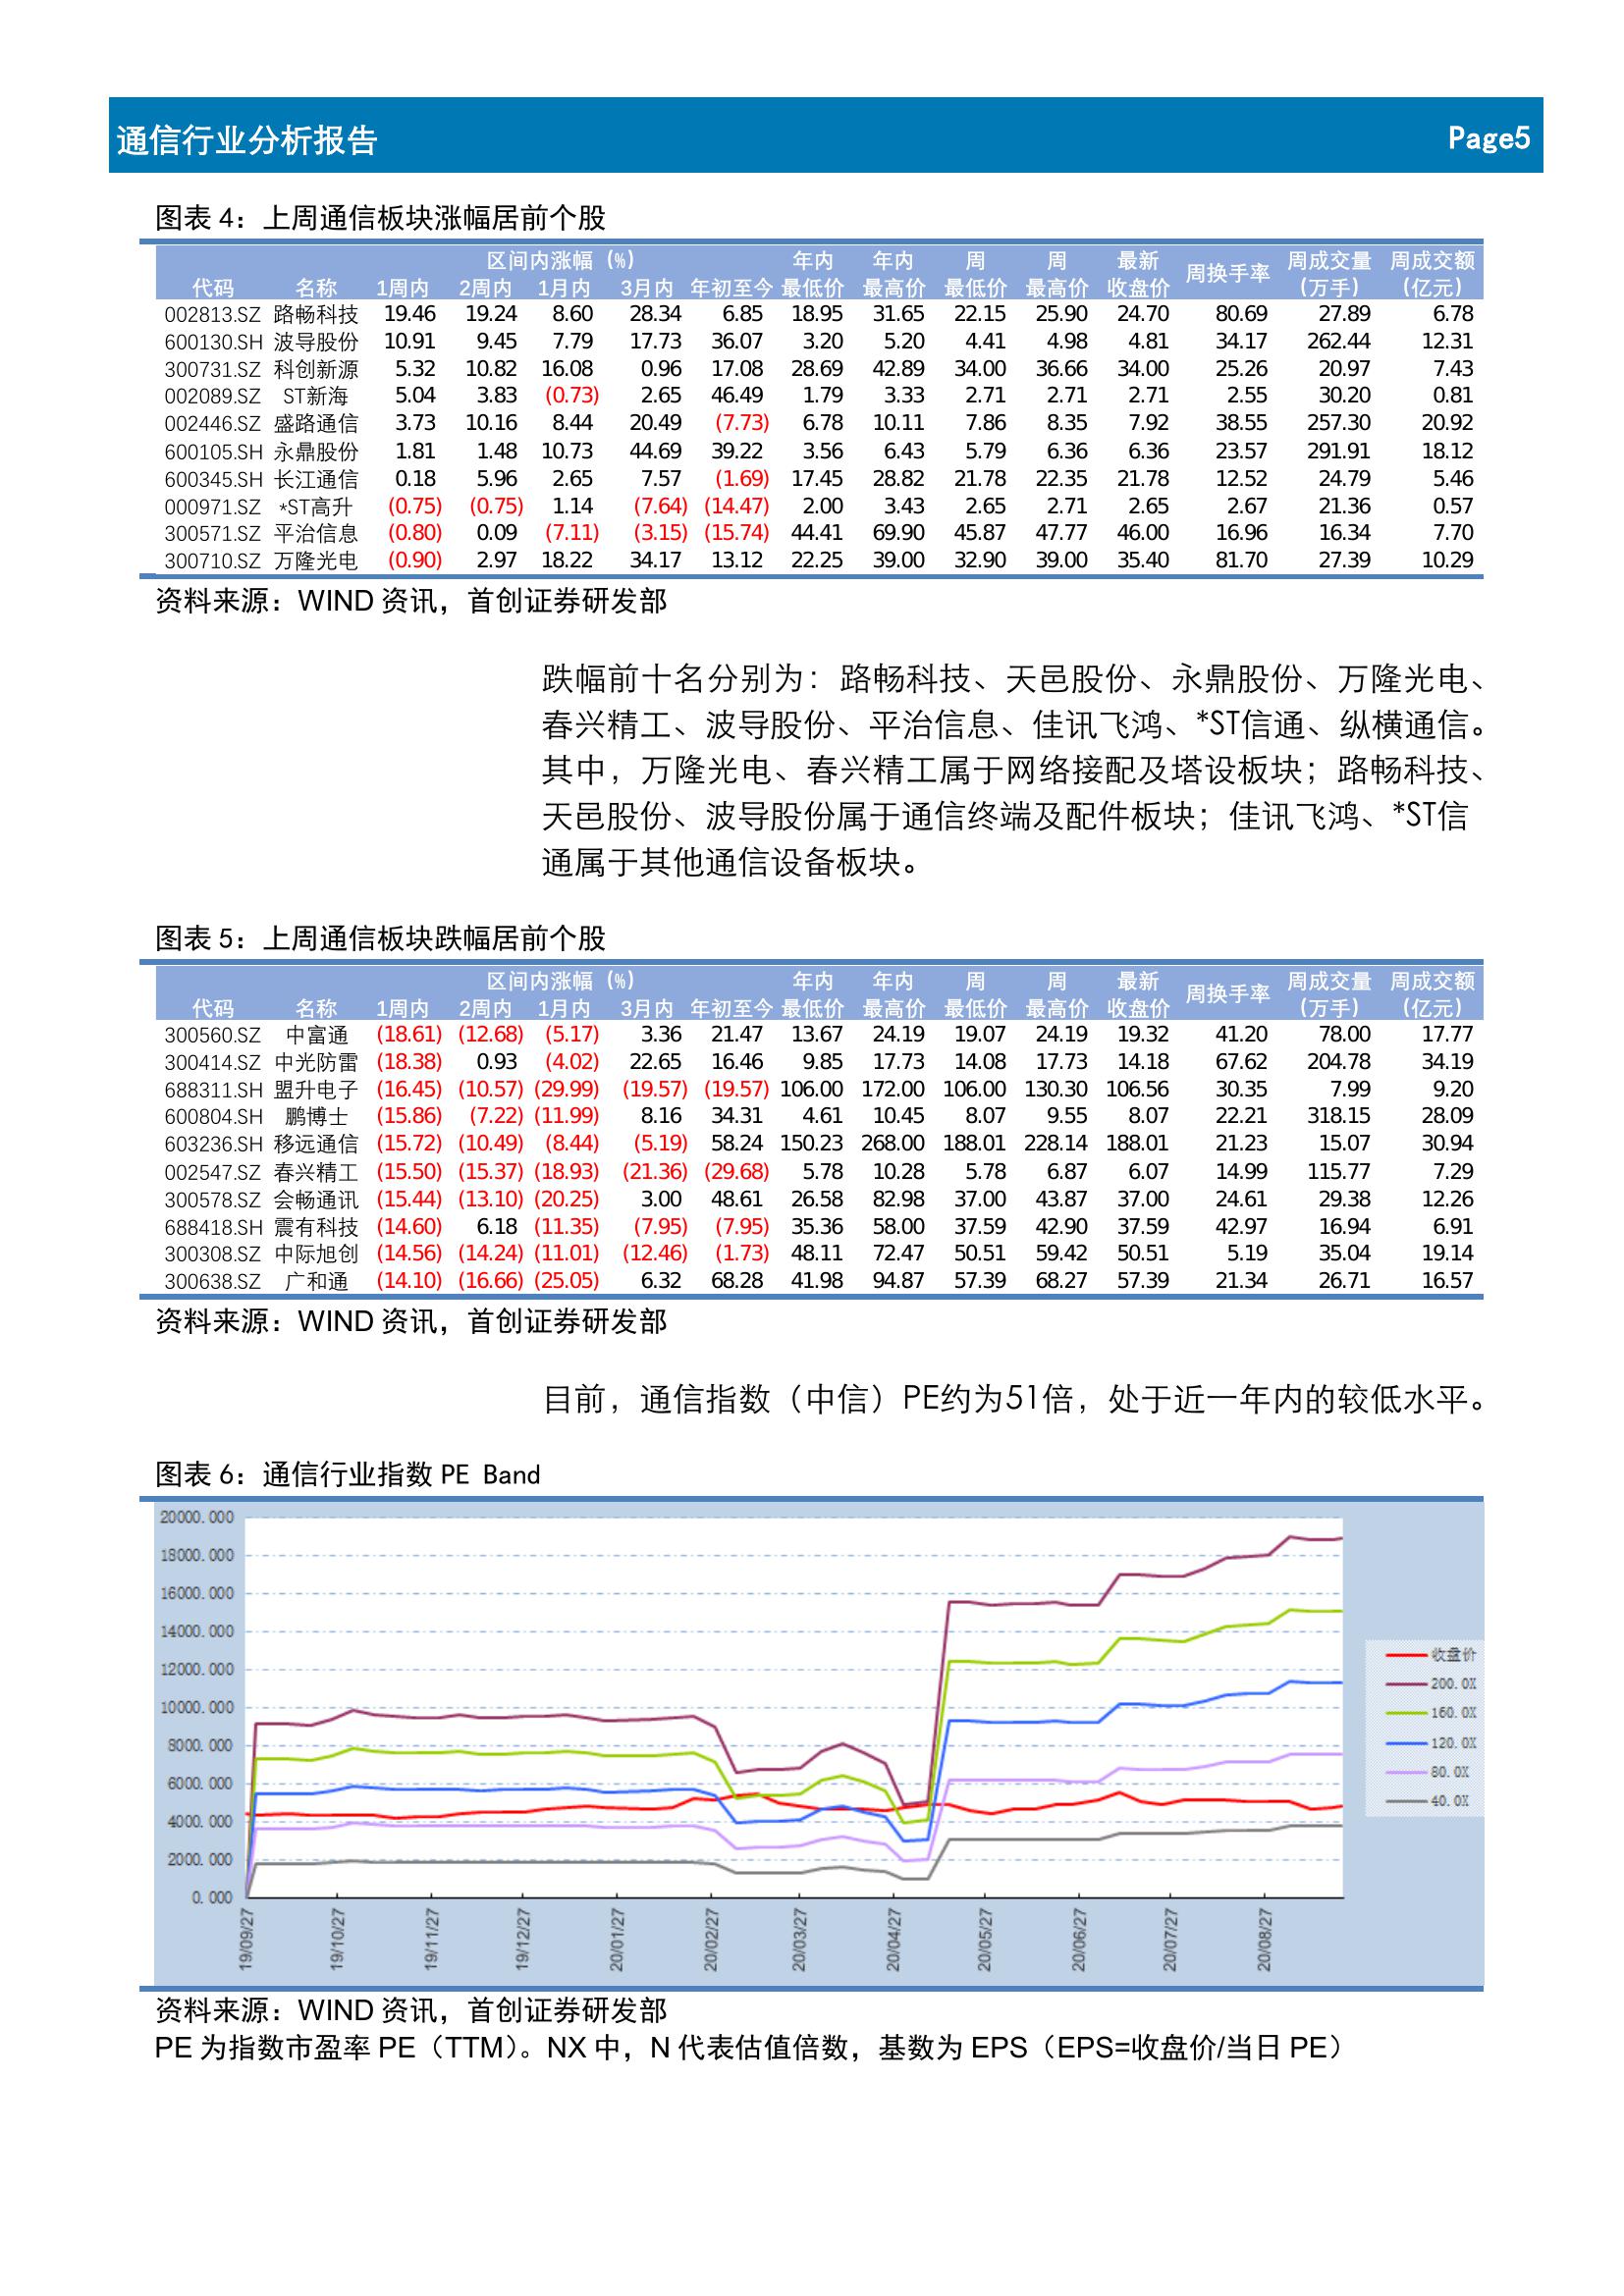 通信行业分析报告 Page5
图表 4：上周通信板块涨幅居前个股
区间内涨幅（%） 年内 年内 周 周 最新 周换手率 周成交量 周成交额
代码 名称 1周内 2周内 1月内 3月内 年初至今 最低价 最高价 最低价 最高价 收盘价 （万手） （亿元）
002813.SZ 路畅科技 19.46 19.24 8.60 28.34 6.85 18.95 31.65 22.15 25.90 24.70 80.69 27.89 6.78
600130.SH 波导股份 10.91 9.45 7.79 17.73 36.07 3.20 5.20 4.41 4.98 4.81 34.17 262.44 12.31
300731.SZ 科创新源 5.32 10.82 16.08 0.96 17.08 28.69 42.89 34.00 36.66 34.00 25.26 20.97 7.43
002089.SZ ST新海 5.04 3.83 (0.73) 2.65 46.49 1.79 3.33 2.71 2.71 2.71 2.55 30.20 0.81
002446.SZ 盛路通信 3.73 10.16 8.44 20.49 (7.73) 6.78 10.11 7.86 8.35 7.92 38.55 257.30 20.92
600105.SH 永鼎股份 1.81 1.48 10.73 44.69 39.22 3.56 6.43 5.79 6.36 6.36 23.57 291.91 18.12
600345.SH 长江通信 0.18 5.96 2.65 7.57 (1.69) 17.45 28.82 21.78 22.35 21.78 12.52 24.79 5.46
000971.SZ *ST高升 (0.75) (0.75) 1.14 (7.64) (14.47) 2.00 3.43 2.65 2.71 2.65 2.67 21.36 0.57
300571.SZ 平治信息 (0.80) 0.09 (7.11) (3.15) (15.74) 44.41 69.90 45.87 47.77 46.00 16.96 16.34 7.70
300710.SZ 万隆光电 (0.90) 2.97 18.22 34.17 13.12 22.25 39.00 32.90 39.00 35.40 81.70 27.39 10.29
资料来源：WIND 资讯，首创证券研发部
跌幅前十名分别为：路畅科技、天邑股份、永鼎股份、万隆光电、
春兴精工、波导股份、平治信息、佳讯飞鸿、*ST信通、纵横通信。
其中，万隆光电、春兴精工属于网络接配及塔设板块；路畅科技、
天邑股份、波导股份属于通信终端及配件板块；佳讯飞鸿、*ST信
通属于其他通信设备板块。
图表 5：上周通信板块跌幅居前个股
区间内涨幅（%） 年内 年内 周 周 最新 周换手率 周成交量 周成交额
代码 名称 1周内 2周内 1月内 3月内 年初至今 最低价 最高价 最低价 最高价 收盘价 （万手） （亿元）
300560.SZ 中富通 (18.61) (12.68) (5.17) 3.36 21.47 13.67 24.19 19.07 24.19 19.32 41.20 78.00 17.77
300414.SZ 中光防雷 (18.38) 0.93 (4.02) 22.65 16.46 9.85 17.73 14.08 17.73 14.18 67.62 204.78 34.19
688311.SH 盟升电子 (16.45) (10.57) (29.99) (19.57) (19.57) 106.00 172.00 106.00 130.30 106.56 30.35 7.99 9.20
600804.SH 鹏博士 (15.86) (7.22) (11.99) 8.16 34.31 4.61 10.45 8.07 9.55 8.07 22.21 318.15 28.09
603236.SH 移远通信 (15.72) (10.49) (8.44) (5.19) 58.24 150.23 268.00 188.01 228.14 188.01 21.23 15.07 30.94
002547.SZ 春兴精工 (15.50) (15.37) (18.93) (21.36) (29.68) 5.78 10.28 5.78 6.87 6.07 14.99 115.77 7.29
300578.SZ 会畅通讯 (15.44) (13.10) (20.25) 3.00 48.61 26.58 82.98 37.00 43.87 37.00 24.61 29.38 12.26
688418.SH 震有科技 (14.60) 6.18 (11.35) (7.95) (7.95) 35.36 58.00 37.59 42.90 37.59 42.97 16.94 6.91
300308.SZ 中际旭创 (14.56) (14.24) (11.01) (12.46) (1.73) 48.11 72.47 50.51 59.42 50.51 5.19 35.04 19.14
300638.SZ 广和通 (14.10) (16.66) (25.05) 6.32 68.28 41.98 94.87 57.39 68.27 57.39 21.34 26.71 16.57
资料来源：WIND 资讯，首创证券研发部
目前，通信指数（中信）PE约为51倍，处于近一年内的较低水平。
图表 6：通信行业指数 PE Band
20000.000
18000.000
16000.000
14000.000
12000.000
10000.000
8000.000
6000.000
4000.000
2000.000
0.000
收盘价
200.0X
160.0X
120.0X
80.0X
40.0X
19/09/27 19/10/27 19/11/27 19/12/27 20/01/27 20/02/27 20/03/27 20/04/27 20/05/27 20/06/27 20/07/27 20/08/27
资料来源：WIND 资讯，首创证券研发部
PE 为指数市盈率 PE（TTM）。NX 中，N 代表估值倍数，基数为 EPS（EPS=收盘价/当日 PE）